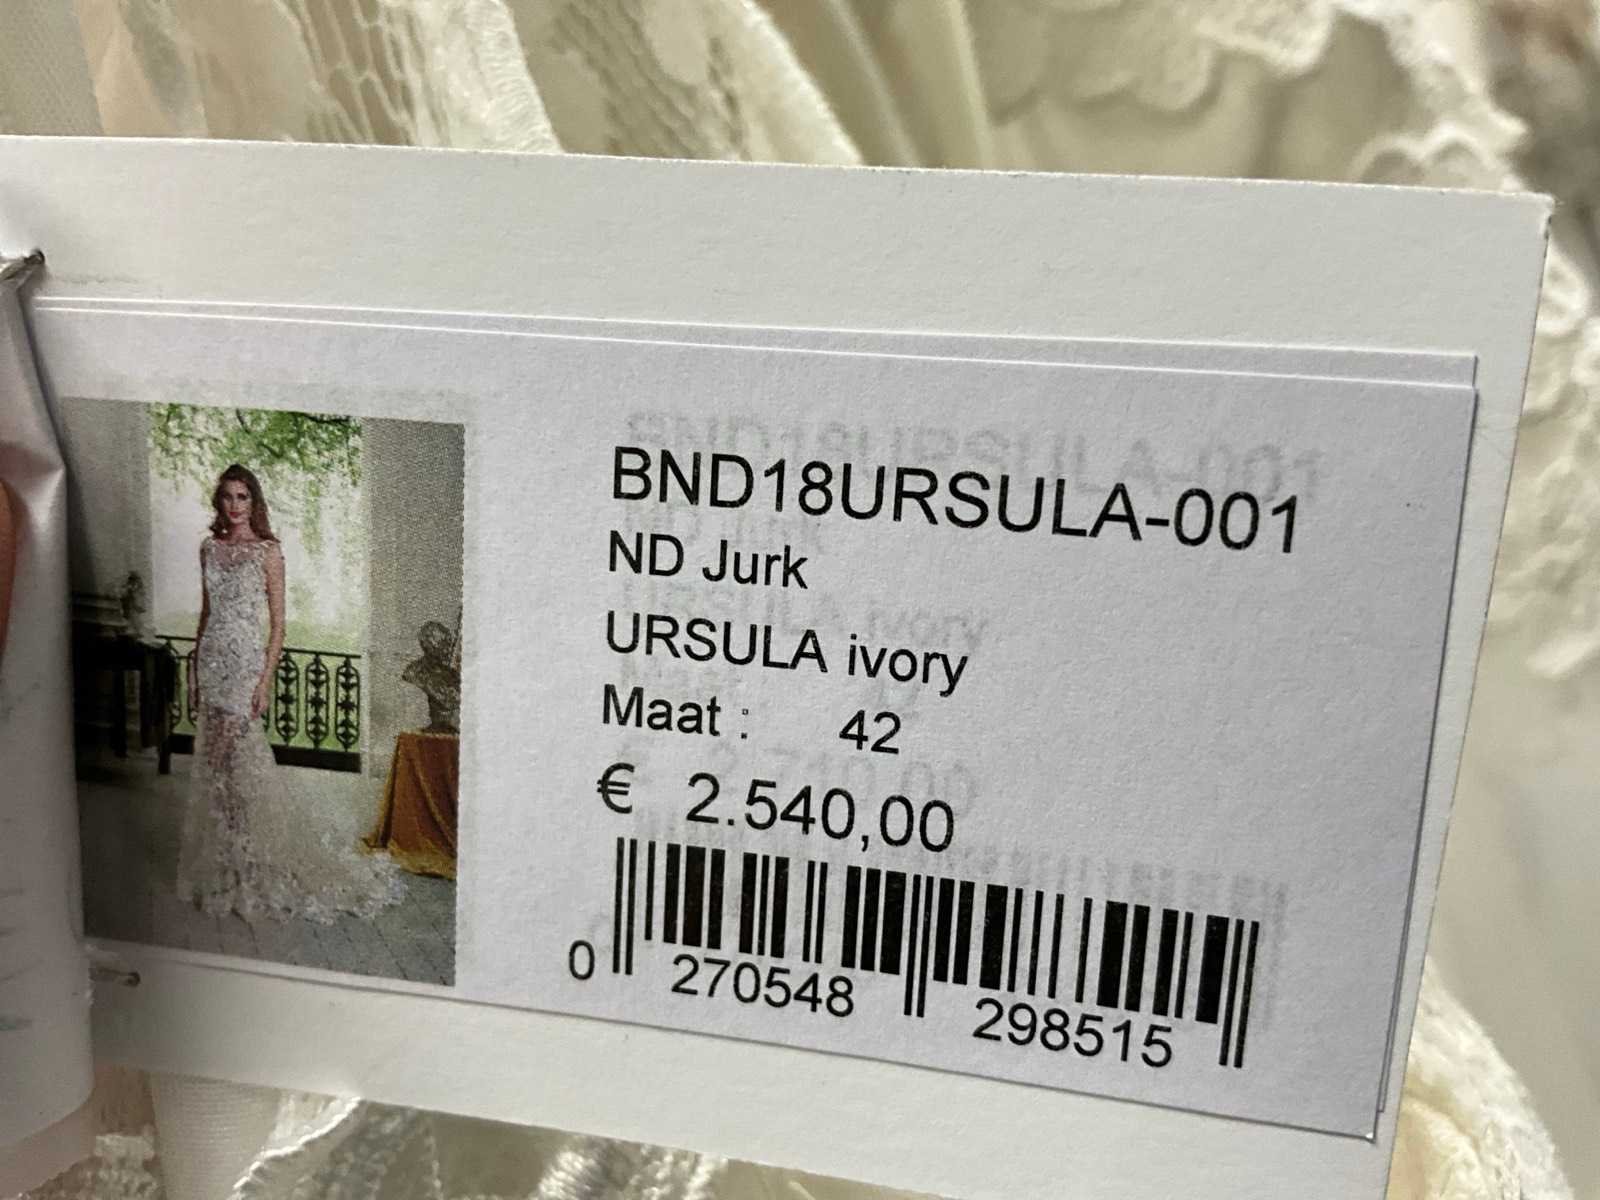 BND18URSULA-001
ND Jurk
URSULA ivory
Maat : 42
€ 2.540,00
0 270548 298515